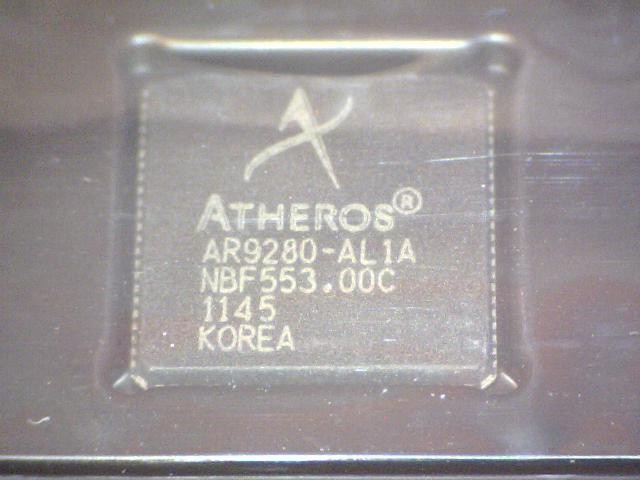 ATHEROS®
AR9280-AL1A
NBF553.00C
1145
KOREA